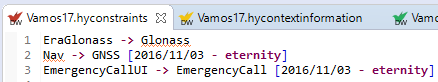 Vamos17.hyconstraints Vamos17.hycontextinformation Vamos
1 EraGlonass -> Glonass
2 Nav -> GNSS [2016/11/03 - eternity]
3 EmergencyCallUI -> EmergencyCall [2016/11/03 - eternity]